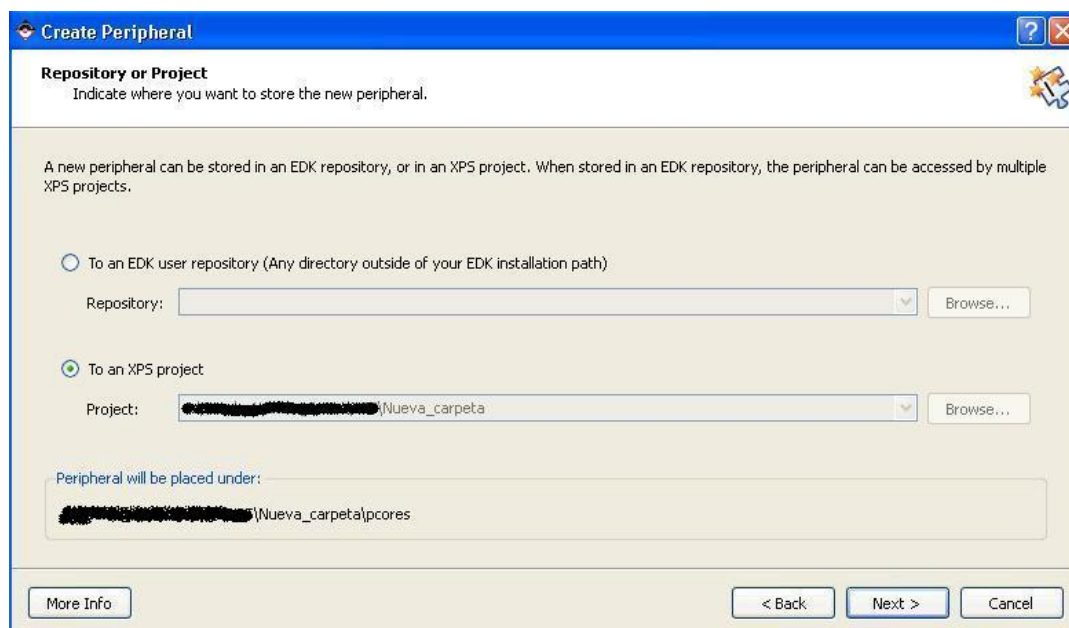 Create Peripheral
Repository or Project
Indicate where you want to store the new peripheral.
A new peripheral can be stored in an EDK repository, or in an XPS project. When stored in an EDK repository, the peripheral can be accessed by multiple
XPS projects.
To an EDK user repository (Any directory outside of your EDK installation path)
Repository: Browse...
To an XPS project
Project: \Nueva_carpeta Browse...
Peripheral will be placed under:
\Nueva_carpeta\pcores
More Info < Back Next > Cancel